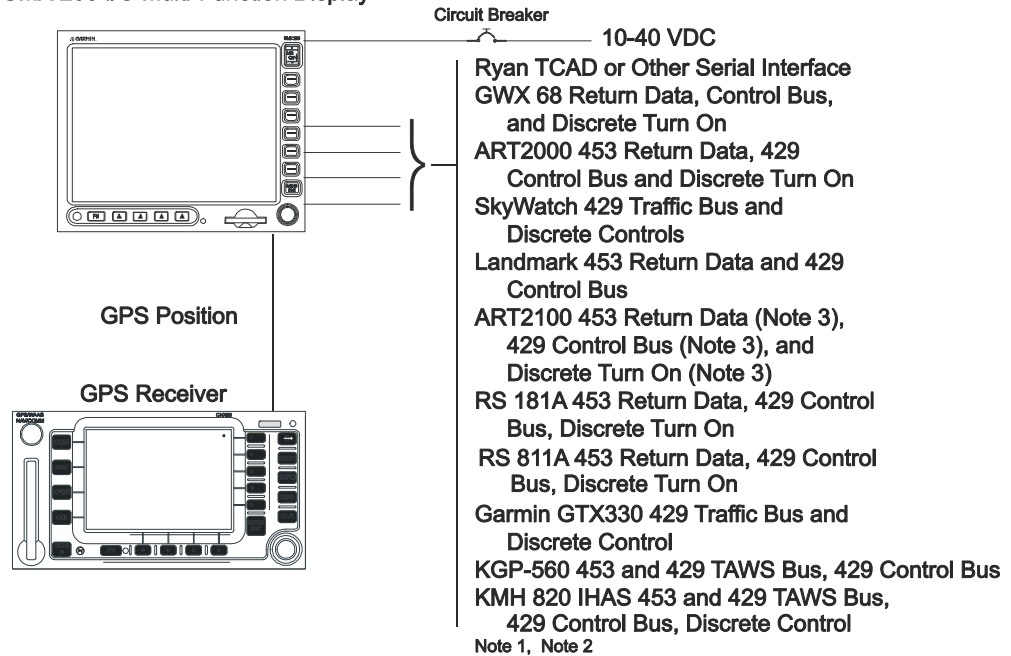 Circuit Breaker
10-40 VDC
GARMIN
Ryan TCAD or Other Serial Interface
GWX 68 Return Data, Control Bus,
and Discrete Turn On
ART2000 453 Return Data, 429
Control Bus and Discrete Turn On
SkyWatch 429 Traffic Bus and
Discrete Controls
Landmark 453 Return Data and 429
Control Bus
ART2100 453 Return Data (Note 3),
429 Control Bus (Note 3), and
Discrete Turn On (Note 3)
RS 181A 453 Return Data, 429 Control
Bus, Discrete Turn On
RS 811A 453 Return Data, 429 Control
Bus, Discrete Turn On
Garmin GTX330 429 Traffic Bus and
Discrete Control
KGP-560 453 and 429 TAWS Bus, 429 Control Bus
KMH 820 IHAS 453 and 429 TAWS Bus,
429 Control Bus, Discrete Control
Note 1, Note 2
FN
GPS Position
GPS Receiver
GPS/WAAS
NAV/COMM